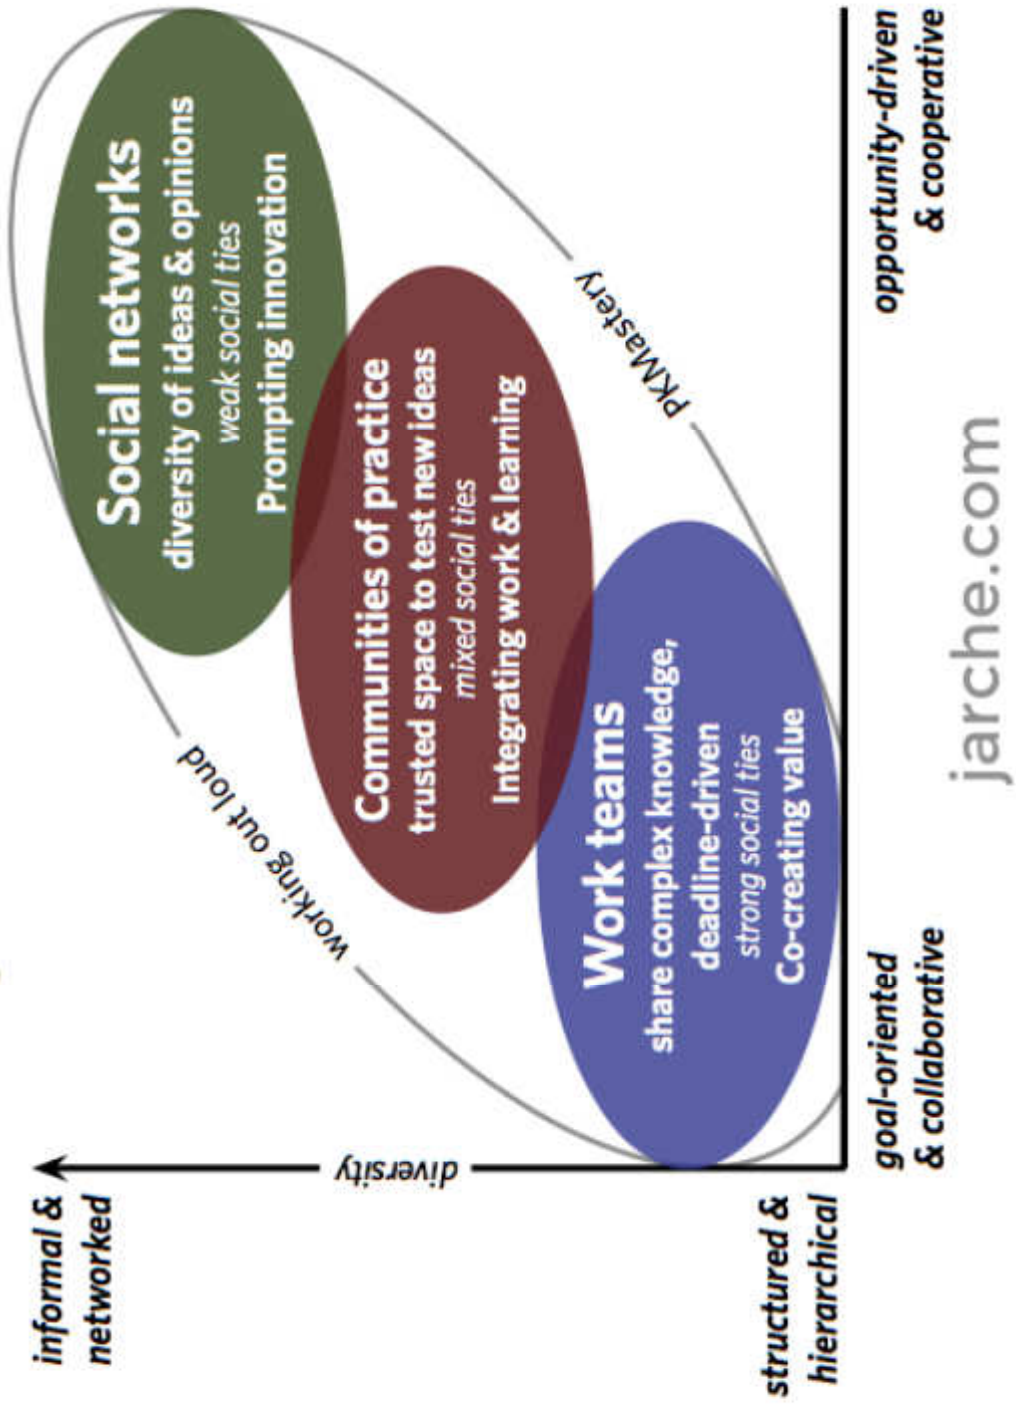 informal &
networked
diversity
structured &
hierarchical
Social networks
diversity of ideas & opinions
weak social ties
Prompting innovation
Communities of practice
trusted space to test new ideas
mixed social ties
Integrating work & learning
Work teams
share complex knowledge,
deadline-driven
strong social ties
Co-creating value
working out loud
PKMastery
goal-oriented
& collaborative
opportunity-driven
& cooperative
jarche.com